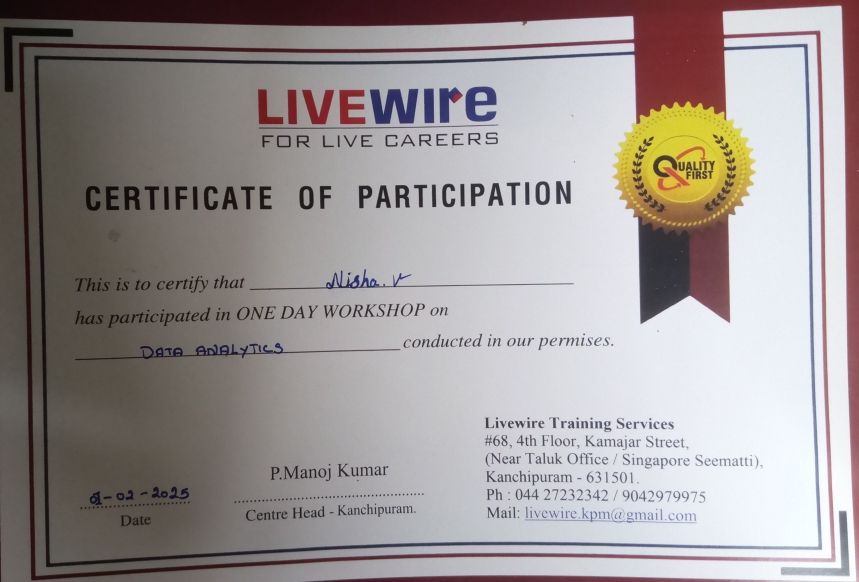 LIVEWIRE
FOR LIVE CAREERS
QUALITY
FIRST
CERTIFICATE OF PARTICIPATION
This is to certify that Nisha. V
has participated in ONE DAY WORKSHOP on
DATA ANALYTICS conducted in our permises.
Livewire Training Services
#68, 4th Floor, Kamajar Street,
(Near Taluk Office / Singapore Seematti),
Kanchipuram - 631501.
Ph : 044 27232342 / 9042979975
Mail: livewire.kpm@gmail.com
P.Manoj Kumar
Centre Head - Kanchipuram.
-02-2025
Date